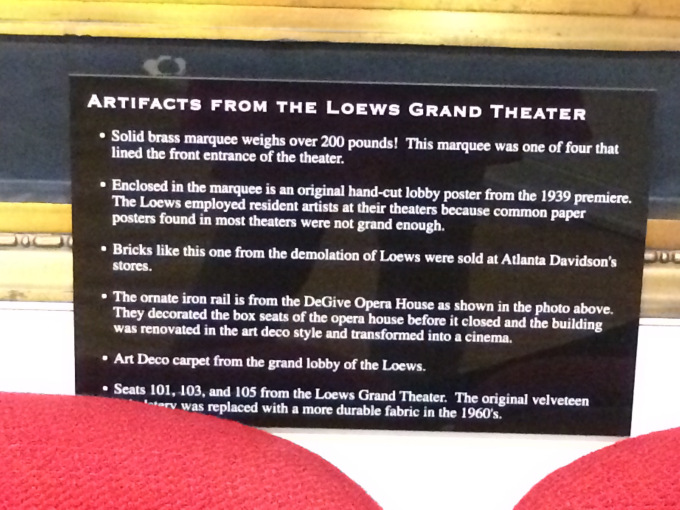 ARTIFACTS FROM THE LOEWS GRAND THEATER
• Solid brass marquee weighs over 200 pounds! This marquee was one of four that
lined the front entrance of the theater.
• Enclosed in the marquee is an original hand-cut lobby poster from the 1939 premiere.
The Loews employed resident artists at their theaters because common paper
posters found in most theaters were not grand enough.
• Bricks like this one from the demolation of Loews were sold at Atlanta Davidson's
stores.
• The ornate iron rail is from the DeGive Opera House as shown in the photo above.
They decorated the box seats of the opera house before it closed and the building
was renovated in the art deco style and transformed into a cinema.
• Art Deco carpet from the grand lobby of the Loews.
• Seats 101, 103, and 105 from the Loews Grand Theater. The original velveteen
was replaced with a more durable fabric in the 1960's.